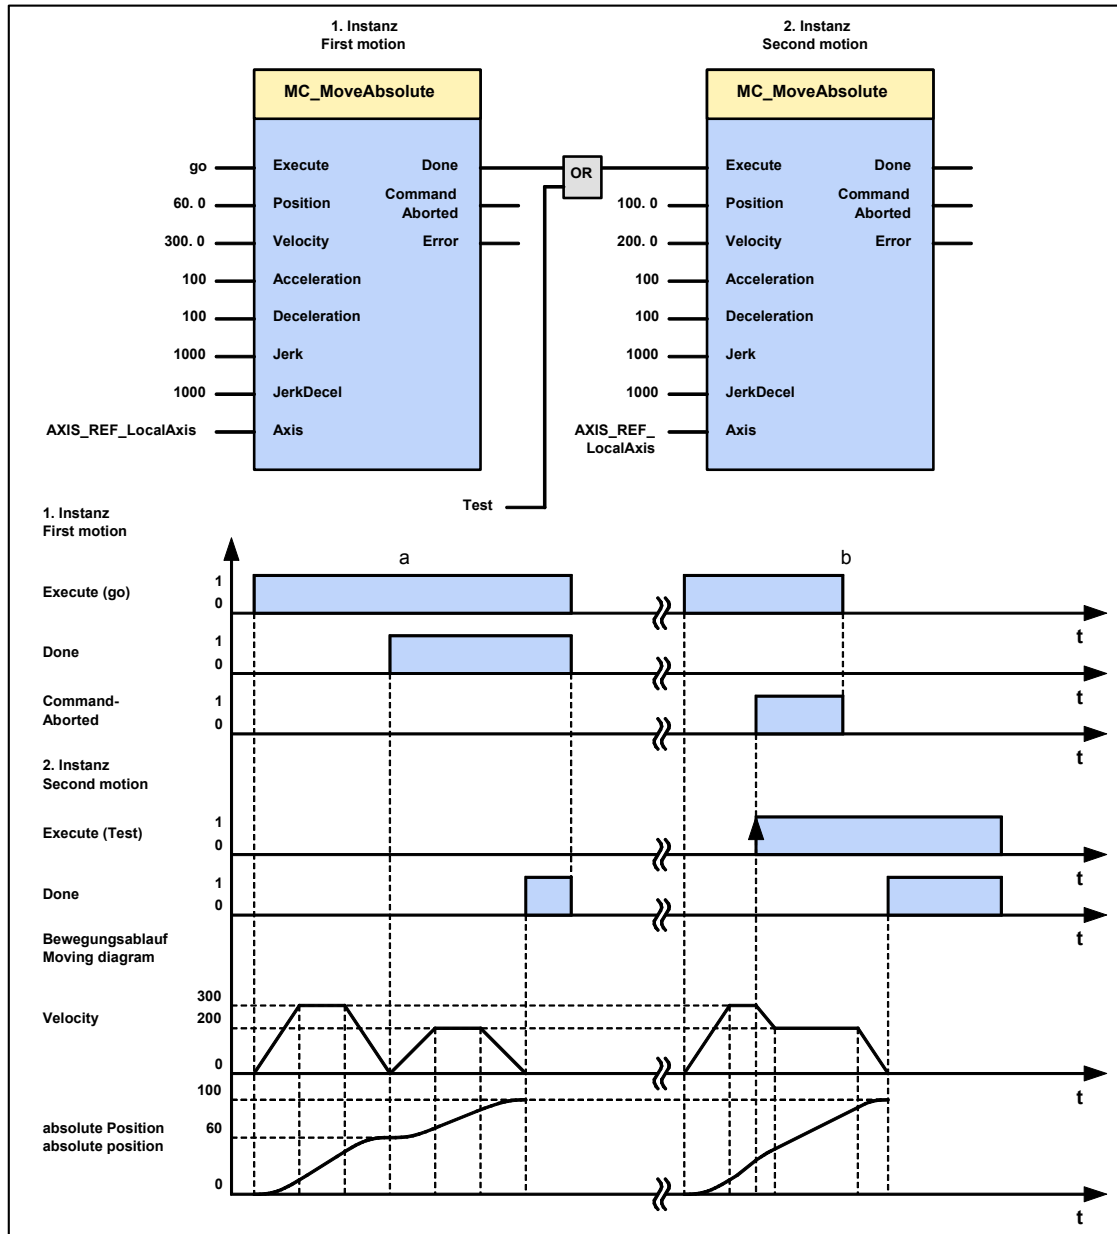 1. Instanz
First motion
2. Instanz
Second motion
MC_MoveAbsolute
MC_MoveAbsolute
go
Execute
Done
OR
Execute
Done
60. 0
Position
Command
Aborted
100. 0
Position
Command
Aborted
300. 0
Velocity
Error
200. 0
Velocity
Error
100
Acceleration
100
Acceleration
100
Deceleration
100
Deceleration
1000
Jerk
1000
Jerk
1000
JerkDecel
1000
JerkDecel
AXIS_REF_LocalAxis
Axis
AXIS_REF_
LocalAxis
Axis
Test
1. Instanz
First motion
a
b
Execute (go)
1
0
t
Done
1
0
t
Command-
Aborted
1
0
t
2. Instanz
Second motion
Execute (Test)
1
0
t
Done
1
0
t
Bewegungsablauf
Moving diagram
Velocity
300
200
0
t
absolute Position
absolute position
100
60
0
t